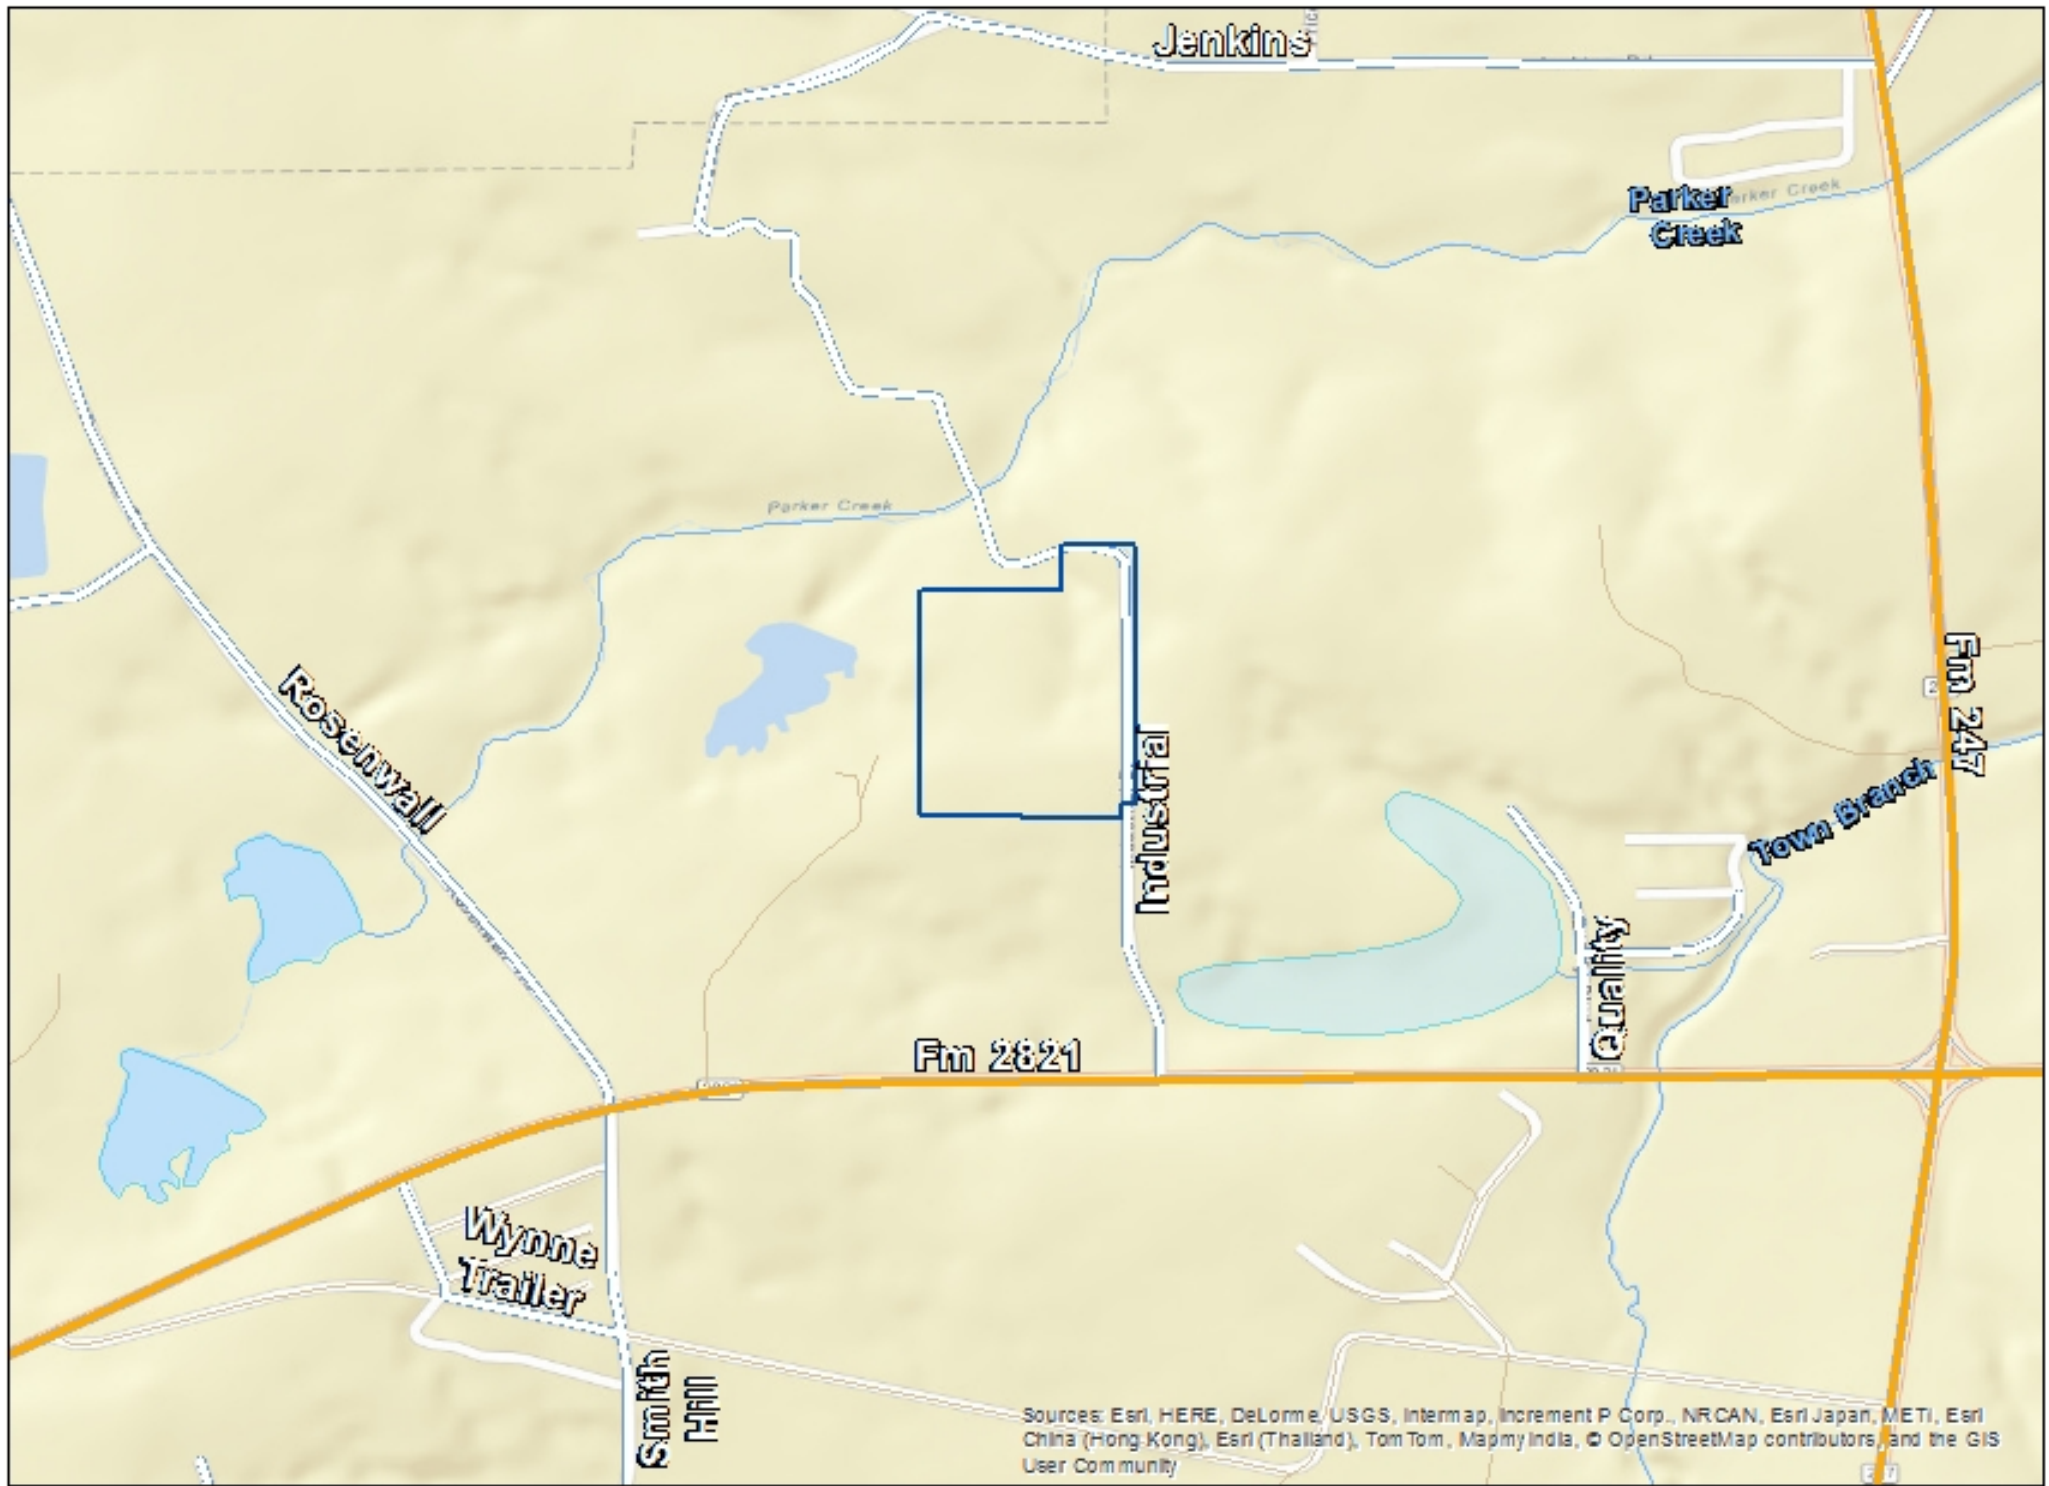 Jenkins
Parker
Creek
Parker Creek
Rosenwall
Industrial
Fm 247
Town Branch
Quality
Fm 2821
Wynne
Trailer
Smith
Hill
Sources: Esri, HERE, DeLorme, USGS, Intermap, increment P Corp., NRCAN, Esri Japan, METI, Esri
China (Hong Kong), Esri (Thailand), TomTom, MapmyIndia, © OpenStreetMap contributors, and the GIS
User Community